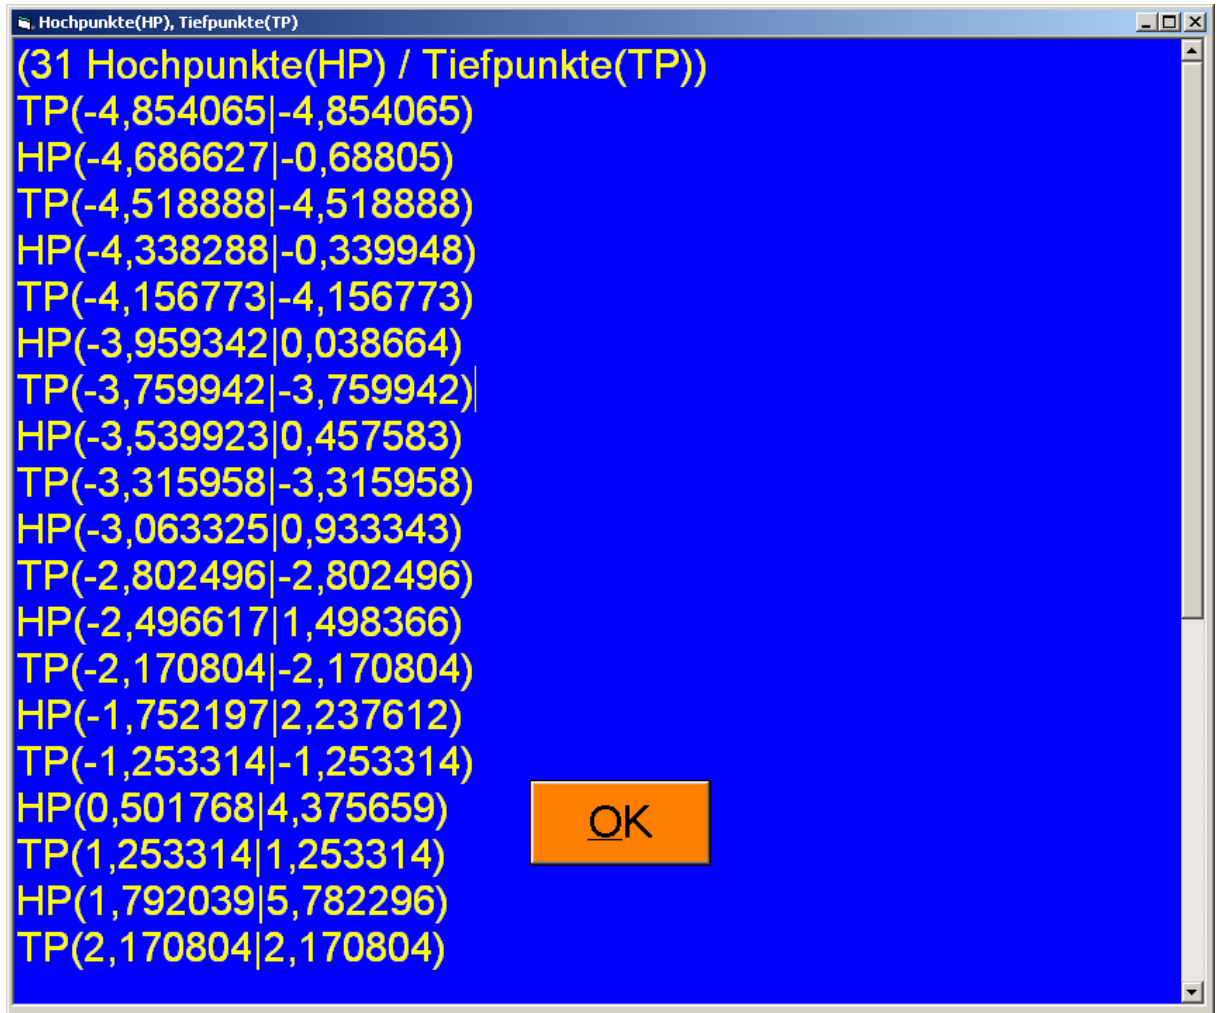 Hochpunkte(HP), Tiefpunkte(TP)
(31 Hochpunkte(HP) / Tiefpunkte(TP))
TP(-4,854065|-4,854065)
HP(-4,686627|-0,68805)
TP(-4,518888|-4,518888)
HP(-4,338288|-0,339948)
TP(-4,156773|-4,156773)
HP(-3,959342|0,038664)
TP(-3,759942|-3,759942)
HP(-3,539923|0,457583)
TP(-3,315958|-3,315958)
HP(-3,063325|0,933343)
TP(-2,802496|-2,802496)
HP(-2,496617|1,498366)
TP(-2,170804|-2,170804)
HP(-1,752197|2,237612)
TP(-1,253314|-1,253314)
HP(0,501768|4,375659)
TP(1,253314|1,253314)
HP(1,792039|5,782296)
TP(2,170804|2,170804)
OK